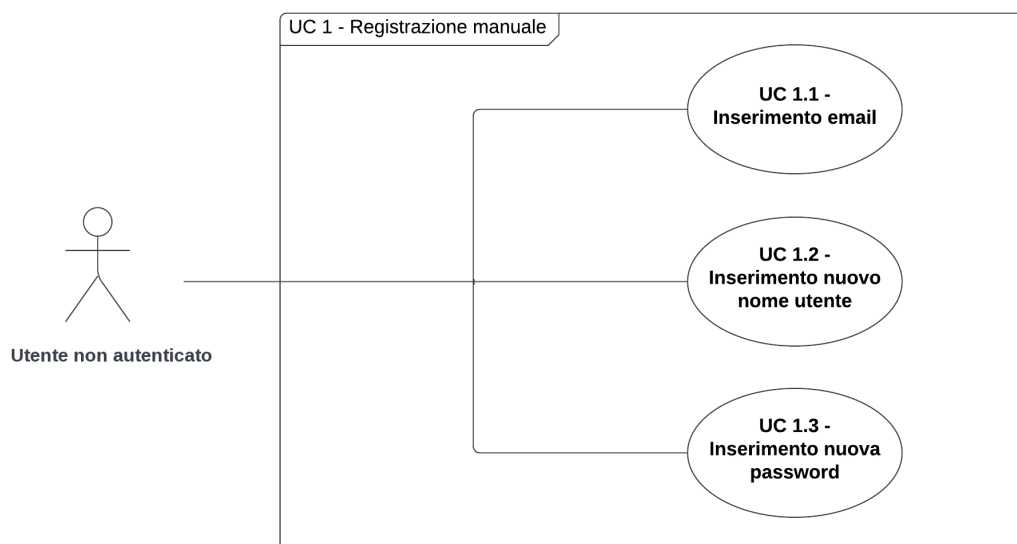 UC 1 - Registrazione manuale
UC 1.1 -
Inserimento email
UC 1.2 -
Inserimento nuovo
nome utente
Utente non autenticato
UC 1.3 -
Inserimento nuova
password